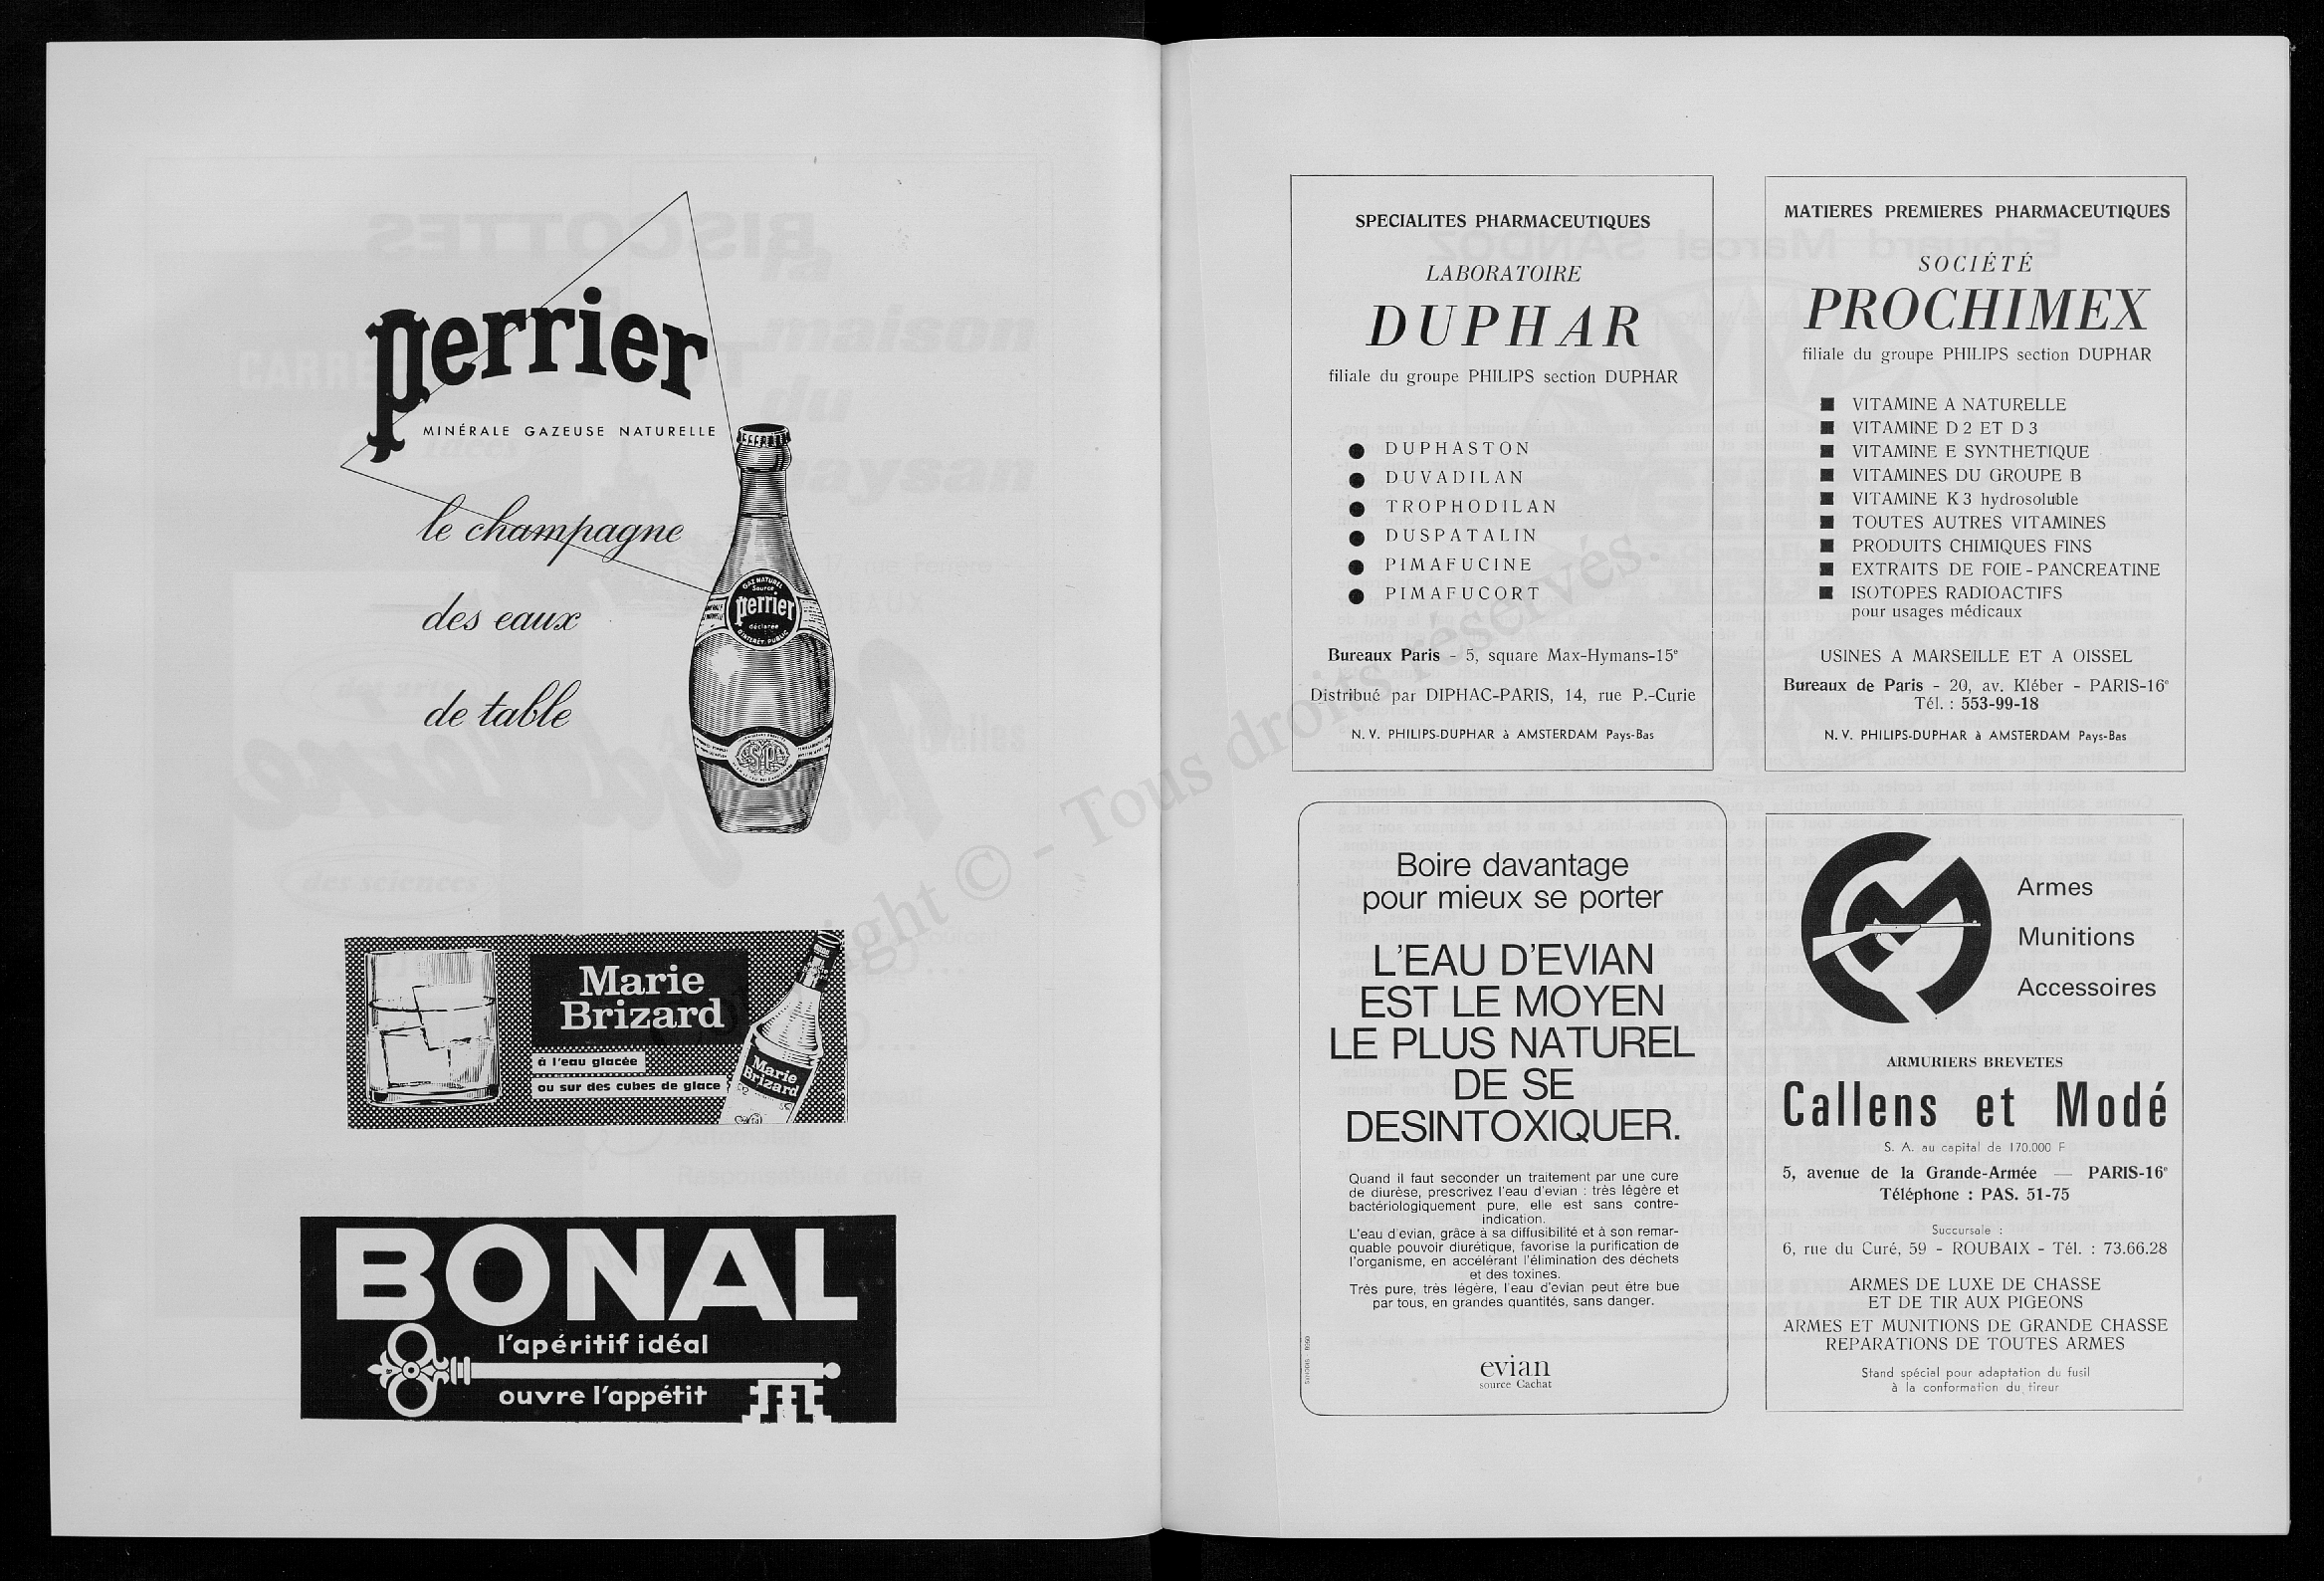 perrier
MINÉRALE GAZEUSE NATURELLE
le champagne
des eaux
de table
GAZ NATUREL
Source
perrier
déclarée
D'INTÉRÊT PUBLIC
Marie
Brizard
à l'eau glacée
ou sur des cubes de glace
Marie
Brizard
BONAL
l'apéritif idéal
ouvre l'appétit
SPECIALITES PHARMACEUTIQUES
LABORATOIRE
DUPHAR
filiale du groupe PHILIPS section DUPHAR
DUPHASTON
DUVADILAN
TROPHODILAN
DUSPATALIN
PIMAFUCINE
PIMAFUCORT
Bureaux Paris - 5, square Max-Hymans-15e
Distribué par DIPHAC-PARIS, 14, rue P.-Curie
N. V. PHILIPS-DUPHAR à AMSTERDAM Pays-Bas
MATIERES PREMIERES PHARMACEUTIQUES
SOCIÉTÉ
PROCHIMEX
filiale du groupe PHILIPS section DUPHAR
■ VITAMINE A NATURELLE
■ VITAMINE D 2 ET D 3
■ VITAMINE E SYNTHETIQUE
■ VITAMINES DU GROUPE B
■ VITAMINE K 3 hydrosoluble
■ TOUTES AUTRES VITAMINES
■ PRODUITS CHIMIQUES FINS
■ EXTRAITS DE FOIE - PANCREATINE
■ ISOTOPES RADIOACTIFS
pour usages médicaux
USINES A MARSEILLE ET A OISSEL
Bureaux de Paris - 20, av. Kléber - PARIS-16e
Tél. : 553-99-18
N. V. PHILIPS-DUPHAR à AMSTERDAM Pays-Bas
Boire davantage
pour mieux se porter
L'EAU D'EVIAN
EST LE MOYEN
LE PLUS NATUREL
DE SE
DESINTOXIQUER.
Quand il faut seconder un traitement par une cure
de diurèse, prescrivez l'eau d'evian : très légère et
bactériologiquement pure, elle est sans contre-
indication.
L'eau d'evian, grâce à sa diffusibilité et à son remar-
quable pouvoir diurétique, favorise la purification de
l'organisme, en accélérant l'élimination des déchets
et des toxines.
Très pure, très légère, l'eau d'evian peut être bue
par tous, en grandes quantités, sans danger.
evian
source Cachat
Armes
Munitions
Accessoires
ARMURIERS BREVETES
Callens et Modé
S. A. au capital de 170.000 F
5, avenue de la Grande-Armée — PARIS-16e
Téléphone : PAS. 51-75
Succursale :
6, rue du Curé, 59 - ROUBAIX - Tél. : 73.66.28
ARMES DE LUXE DE CHASSE
ET DE TIR AUX PIGEONS
ARMES ET MUNITIONS DE GRANDE CHASSE
REPARATIONS DE TOUTES ARMES
Stand spécial pour adaptation du fusil
à la conformation du tireur
Copyright © - Tous droits réservés.